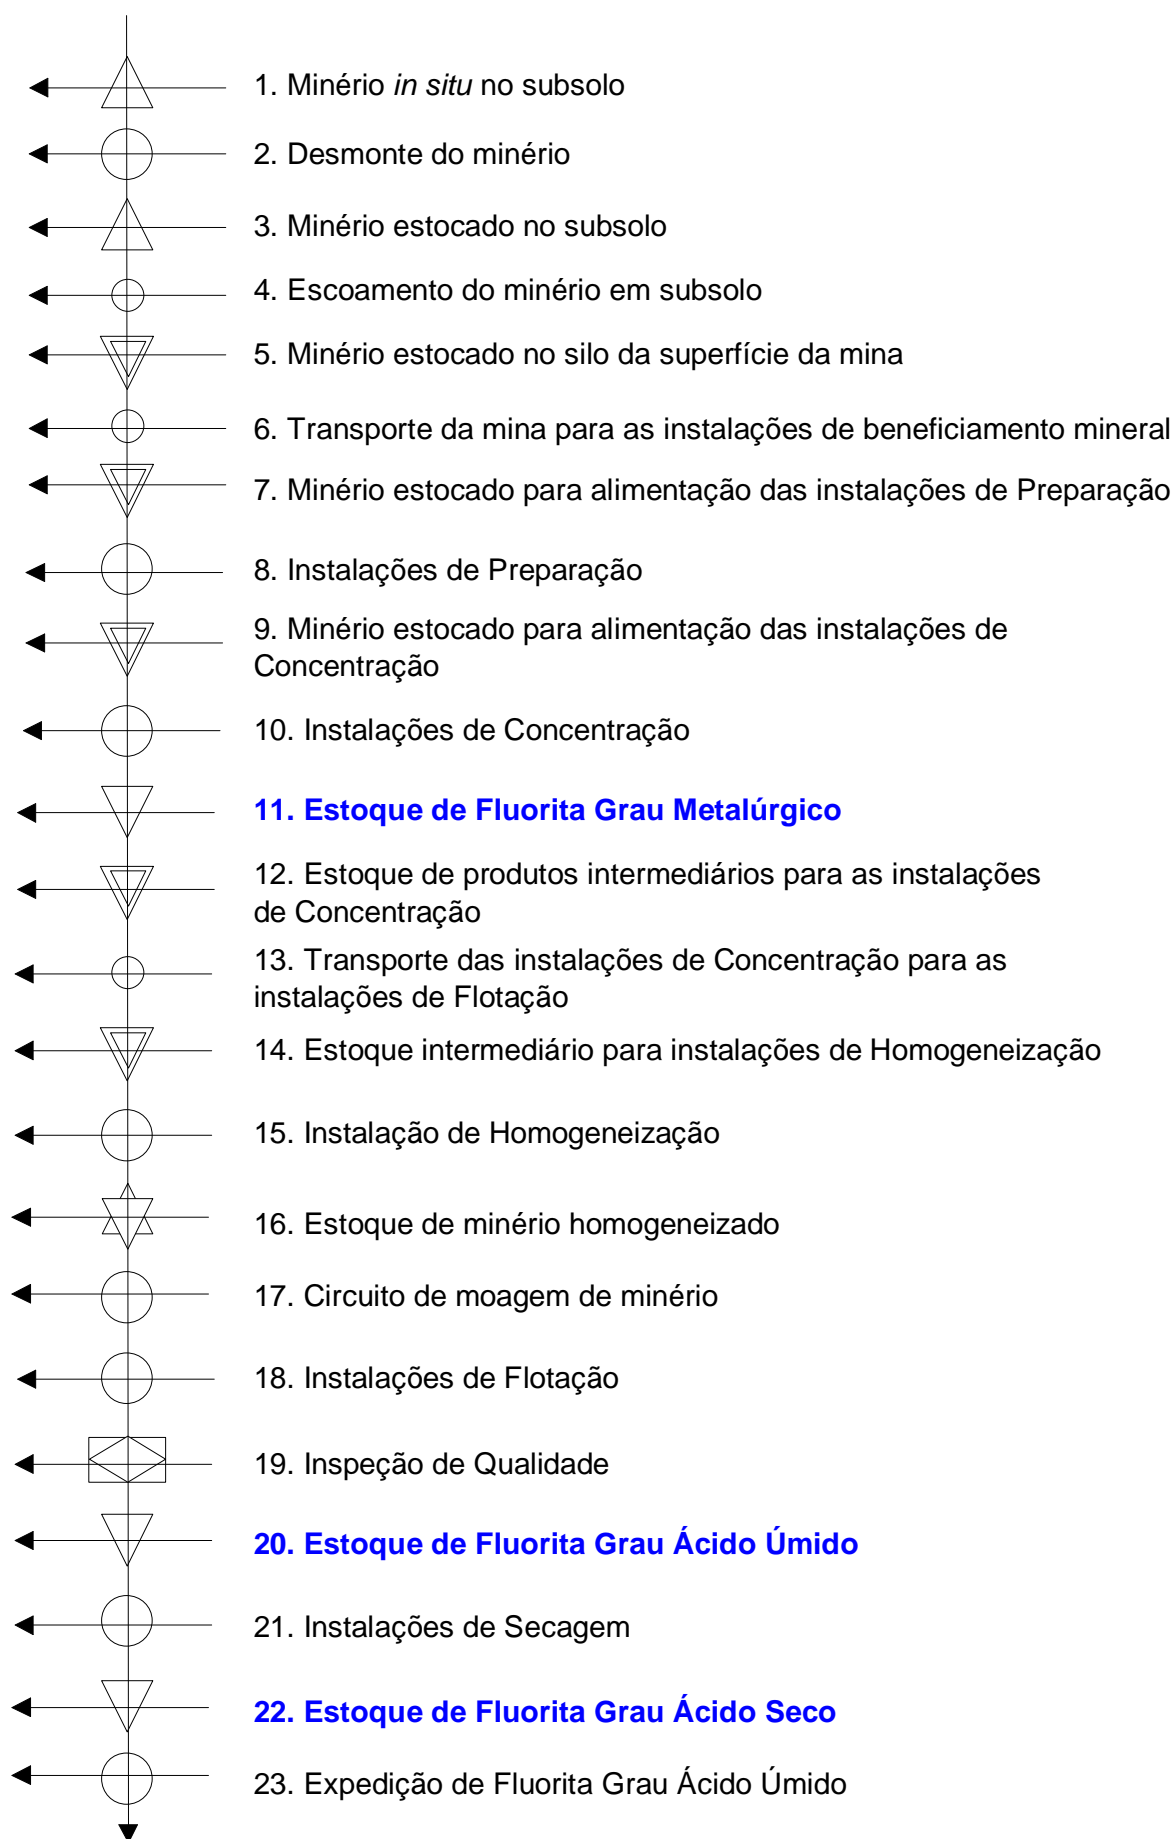 1. Minério in situ no subsolo
2. Desmonte do minério
3. Minério estocado no subsolo
4. Escoamento do minério em subsolo
5. Minério estocado no silo da superfície da mina
6. Transporte da mina para as instalações de beneficiamento mineral
7. Minério estocado para alimentação das instalações de Preparação
8. Instalações de Preparação
9. Minério estocado para alimentação das instalações de
Concentração
10. Instalações de Concentração
11. Estoque de Fluorita Grau Metalúrgico
12. Estoque de produtos intermediários para as instalações
de Concentração
13. Transporte das instalações de Concentração para as
instalações de Flotação
14. Estoque intermediário para instalações de Homogeneização
15. Instalação de Homogeneização
16. Estoque de minério homogeneizado
17. Circuito de moagem de minério
18. Instalações de Flotação
19. Inspeção de Qualidade
20. Estoque de Fluorita Grau Ácido Úmido
21. Instalações de Secagem
22. Estoque de Fluorita Grau Ácido Seco
23. Expedição de Fluorita Grau Ácido Úmido